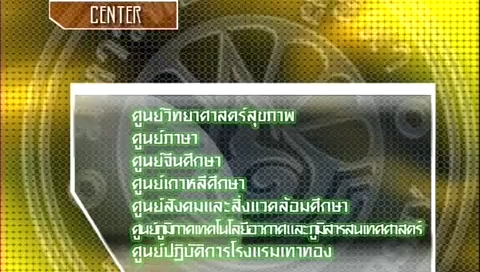 CENTER
ศูนย์วิทยาศาสตร์สุขภาพ
ศูนย์ภาษา
ศูนย์จีนศึกษา
ศูนย์เกาหลีศึกษา
ศูนย์สังคมและสิ่งแวดล้อมศึกษา
ศูนย์ภูมิภาคเทคโนโลยีอวกาศและภูมิสารสนเทศศาสตร์
ศูนย์ปฏิบัติการโรงแรมเทาทอง